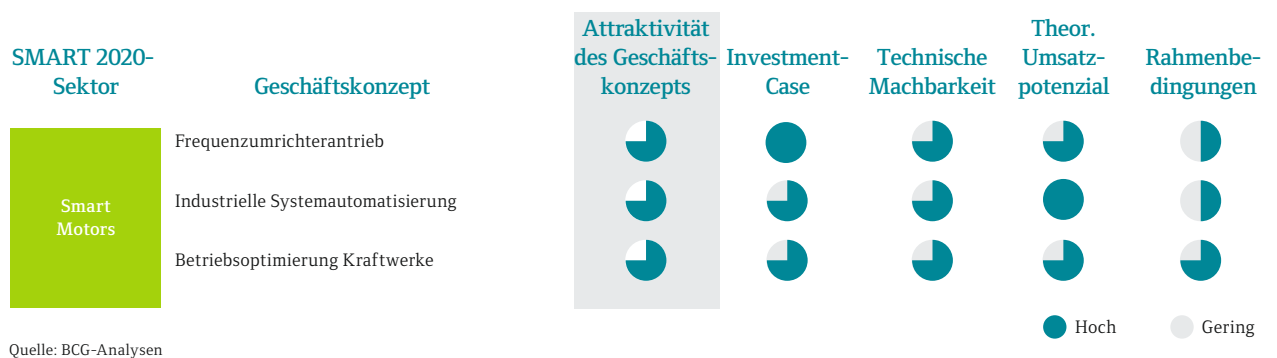 SMART 2020-
Sektor
Geschäftskonzept
Attraktivität
des Geschäfts-
konzepts
Investment-
Case
Technische
Machbarkeit
Theor.
Umsatz-
potenzial
Rahmenbe-
dingungen
Smart
Motors
Frequenzumrichterantrieb
Industrielle Systemautomatisierung
Betriebsoptimierung Kraftwerke
Hoch
Gering
Quelle: BCG-Analysen